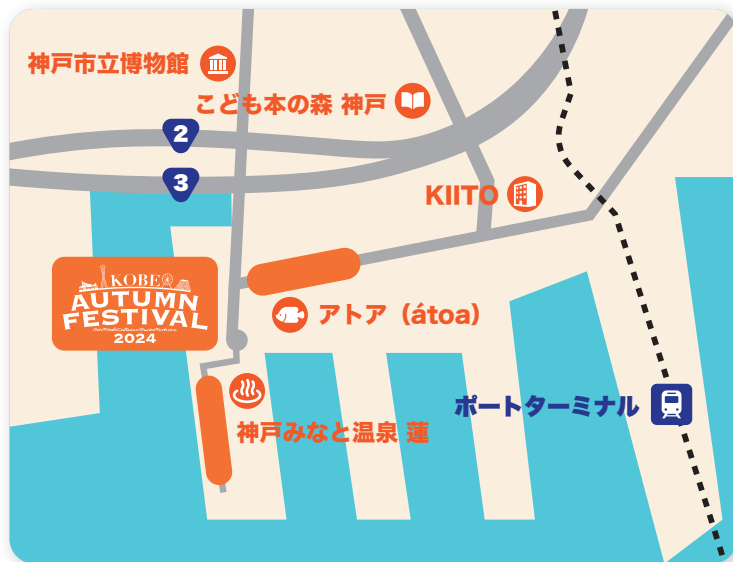 神戸市立博物館
こども本の森 神戸
2
3
KIITO
KOBE
AUTUMN
FESTIVAL
2024
アトア（átoa）
ポートターミナル
神戸みなと温泉 蓮